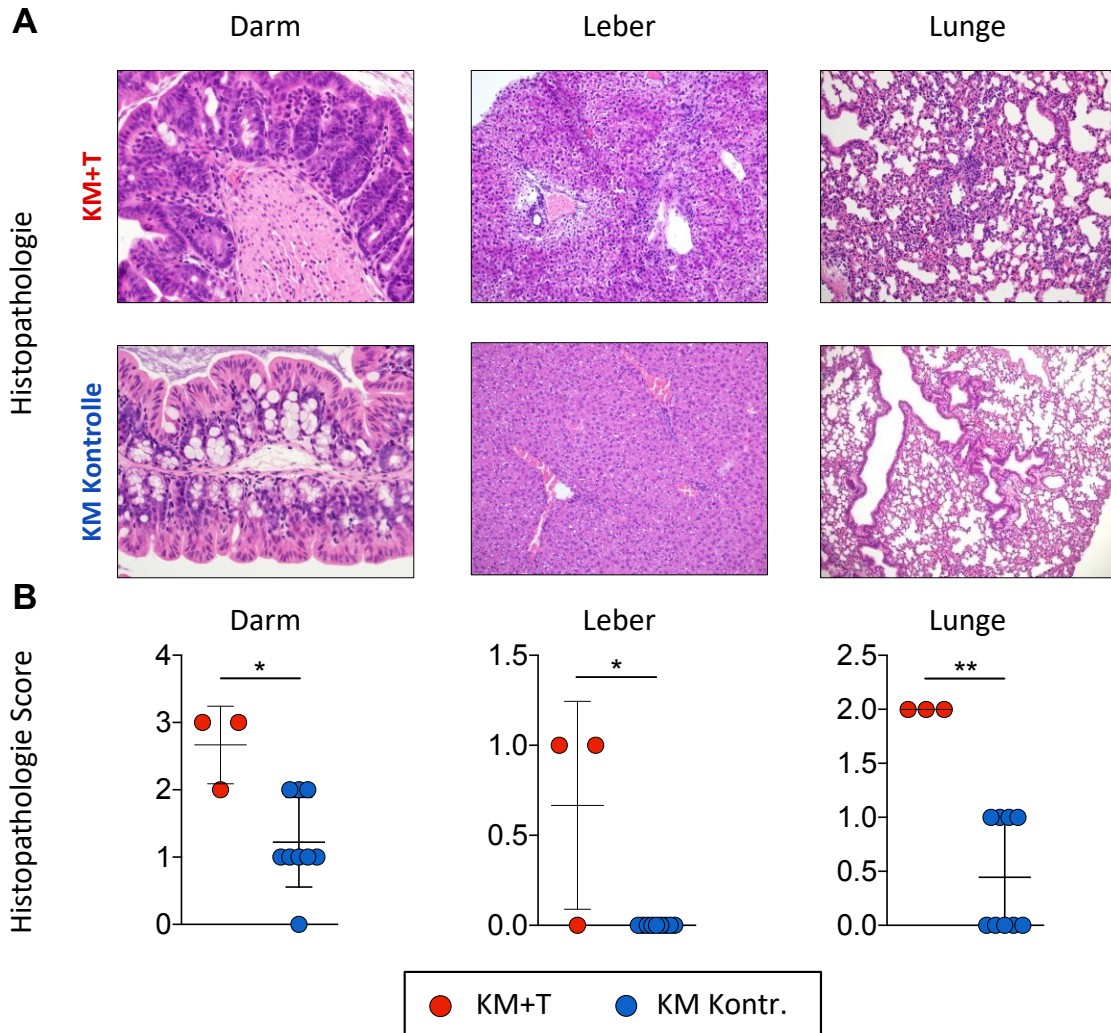 A
Darm
Leber
Lunge
Histopathologie
KM+T
KM Kontrolle
B
Darm
Leber
Lunge
Histopathologie Score
4
3
2
1
0
*
1.5
1.0
0.5
0.0
*
2.5
2.0
1.5
1.0
0.5
0.0
**
KM+T
KM Kontr.